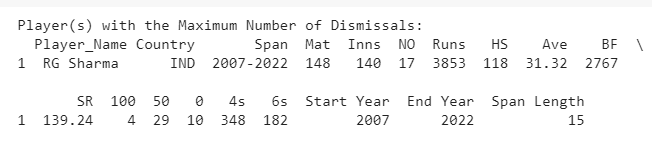 Player(s) with the Maximum Number of Dismissals:
Player_Name Country Span Mat Inns NO Runs HS Ave BF \
1 RG Sharma IND 2007-2022 148 140 17 3853 118 31.32 2767
SR 100 50 0 4s 6s Start Year End Year Span Length
1 139.24 4 29 10 348 182 2007 2022 15